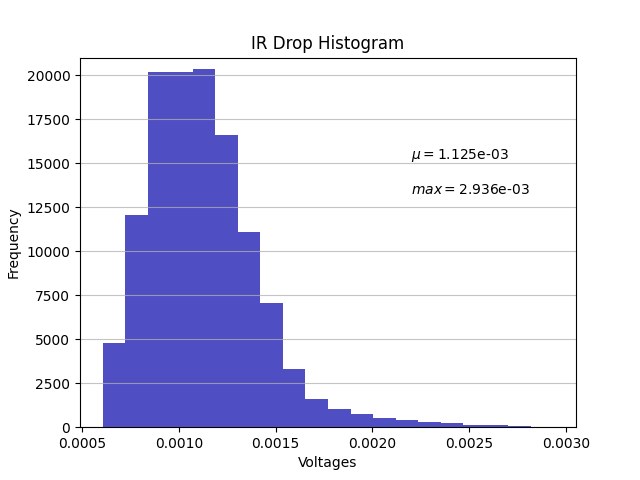 IR Drop Histogram
20000
17500
15000
12500
10000
7500
5000
2500
0
Frequency
μ = 1.125e-03
max = 2.936e-03
0.0005 0.0010 0.0015 0.0020 0.0025 0.0030
Voltages